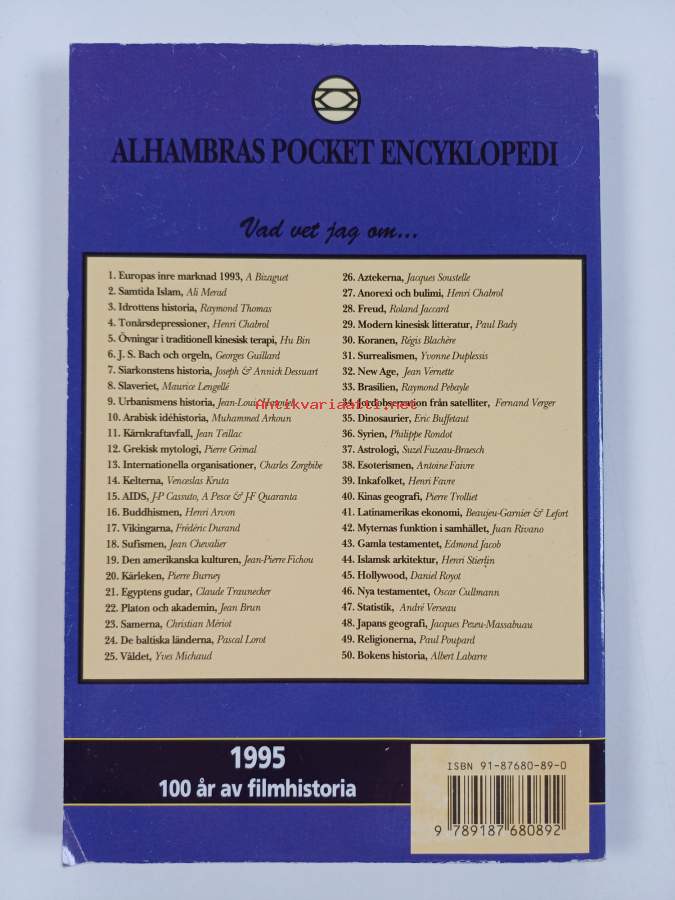 ALHAMBRAS POCKET ENCYKLOPEDI
Vad vet jag om...
1. Europas inre marknad 1993, A Bizaguet
2. Samtida Islam, Ali Merad
3. Idrottens historia, Raymond Thomas
4. Tonårsdepressioner, Henri Chabrol
5. Övningar i traditionell kinesisk terapi, Hu Bin
6. J. S. Bach och orgeln, Georges Guillard
7. Siarkonstens historia, Joseph & Annick Dessuart
8. Slaveriet, Maurice Lengellé
9. Urbanismens historia, Jean-Louis
10. Arabisk idéhistoria, Muhammed Arkoun
11. Kärnkraftavfall, Jean Teillac
12. Grekisk mytologi, Pierre Grimal
13. Internationella organisationer, Charles Zorgbibe
14. Kelterna, Venceslas Kruta
15. AIDS, J-P Cassuto, A Pesce & J-F Quaranta
16. Buddhismen, Henri Arvon
17. Vikingarna, Frédéric Durand
18. Sufismen, Jean Chevalier
19. Den amerikanska kulturen, Jean-Pierre Fichou
20. Kärleken, Pierre Burney
21. Egyptens gudar, Claude Traunecker
22. Platon och akademin, Jean Brun
23. Samerna, Christian Mériot
24. De baltiska länderna, Pascal Lorot
25. Våldet, Yves Michaud
26. Aztekerna, Jacques Soustelle
27. Anorexi och bulimi, Henri Chabrol
28. Freud, Roland Jaccard
29. Modern kinesisk litteratur, Paul Bady
30. Koranen, Régis Blachère
31. Surrealismen, Yvonne Duplessis
32. New Age, Jean Vernette
33. Brasilien, Raymond Pebayle
34. Jordobservation från satelliter, Fernand Verger
35. Dinosaurier, Eric Buffetaut
36. Syrien, Philippe Rondot
37. Astrologi, Suzel Fuzeau-Braesch
38. Esoterismen, Antoine Faivre
39. Inkafolket, Henri Favre
40. Kinas geografi, Pierre Trolliet
41. Latinamerikas ekonomi, Beaujeu-Garnier & Lefort
42. Myternas funktion i samhället, Juan Rivano
43. Gamla testamentet, Edmond Jacob
44. Islamsk arkitektur, Henri Stierlin
45. Hollywood, Daniel Royot
46. Nya testamentet, Oscar Cullmann
47. Statistik, André Verseau
48. Japans geografi, Jacques Pezeu-Massabuau
49. Religionerna, Paul Poupard
50. Bokens historia, Albert Labarre
Antikvariaatti.net
1995
100 år av filmhistoria
ISBN 91-87680-89-0
9 789187 680892